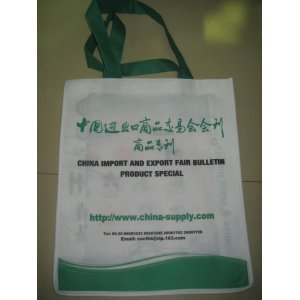 中国进出口商品交易会会刊
商品专刊
CHINA IMPORT AND EXPORT FAIR BULLETIN
PRODUCT SPECIAL
http://www.china-supply.com